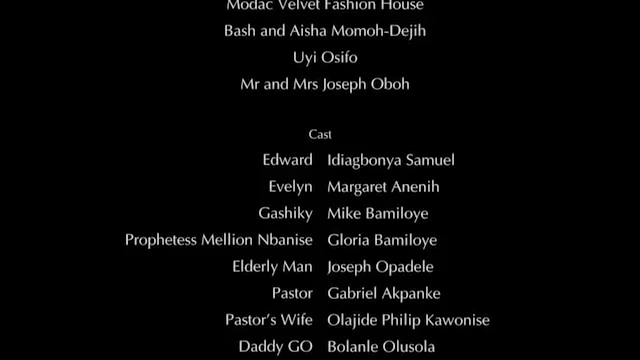 Modac Velvet Fashion House
Bash and Aisha Momoh-Dejih
Uyi Osifo
Mr and Mrs Joseph Oboh
Cast
Edward Idiagbonya Samuel
Evelyn Margaret Anenih
Gashiky Mike Bamiloye
Prophetess Mellion Nbanise Gloria Bamiloye
Elderly Man Joseph Opadele
Pastor Gabriel Akpanke
Pastor's Wife Olajide Philip Kawonise
Daddy GO Bolanle Olusola